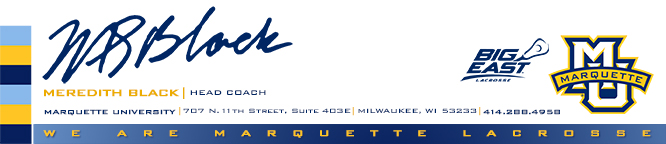 M Black
MEREDITH BLACK | HEAD COACH
BIG EAST LACROSSE
MU MARQUETTE
MARQUETTE UNIVERSITY | 707 N. 11TH STREET, SUITE 403E | MILWAUKEE, WI 53233 | 414.288.4958
WE ARE MARQUETTE LACROSSE